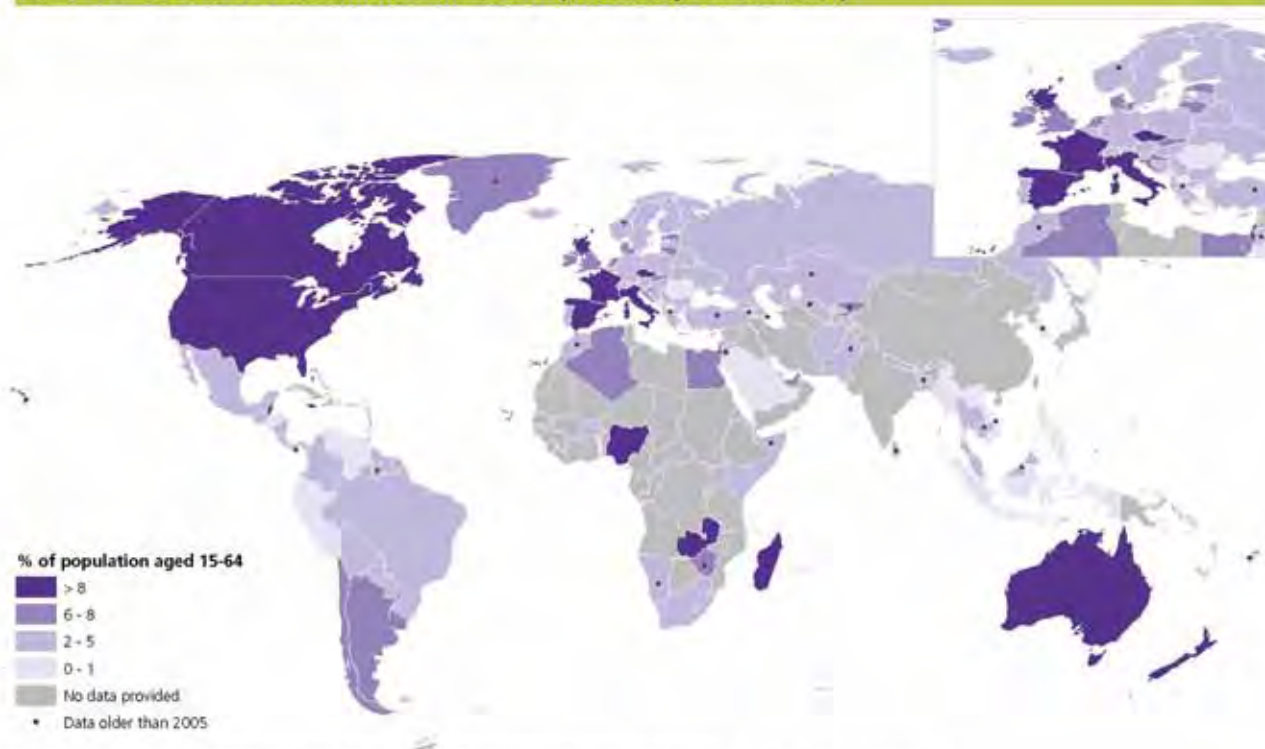 % of population aged 15-64
> 8
6 - 8
2 - 5
0 - 1
No data provided
Data older than 2005